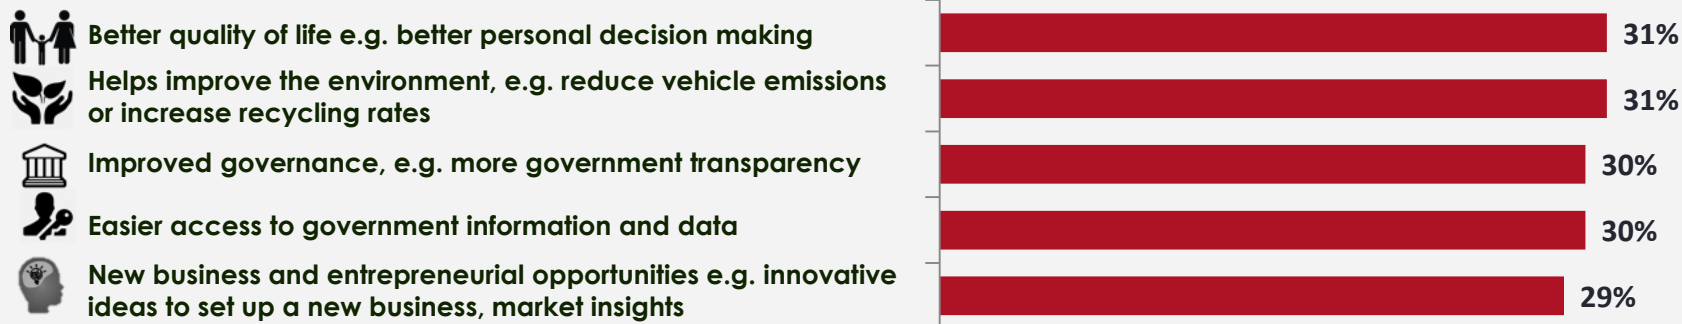 Better quality of life e.g. better personal decision making
31%
Helps improve the environment, e.g. reduce vehicle emissions
or increase recycling rates
31%
Improved governance, e.g. more government transparency
30%
Easier access to government information and data
30%
New business and entrepreneurial opportunities e.g. innovative
ideas to set up a new business, market insights
29%